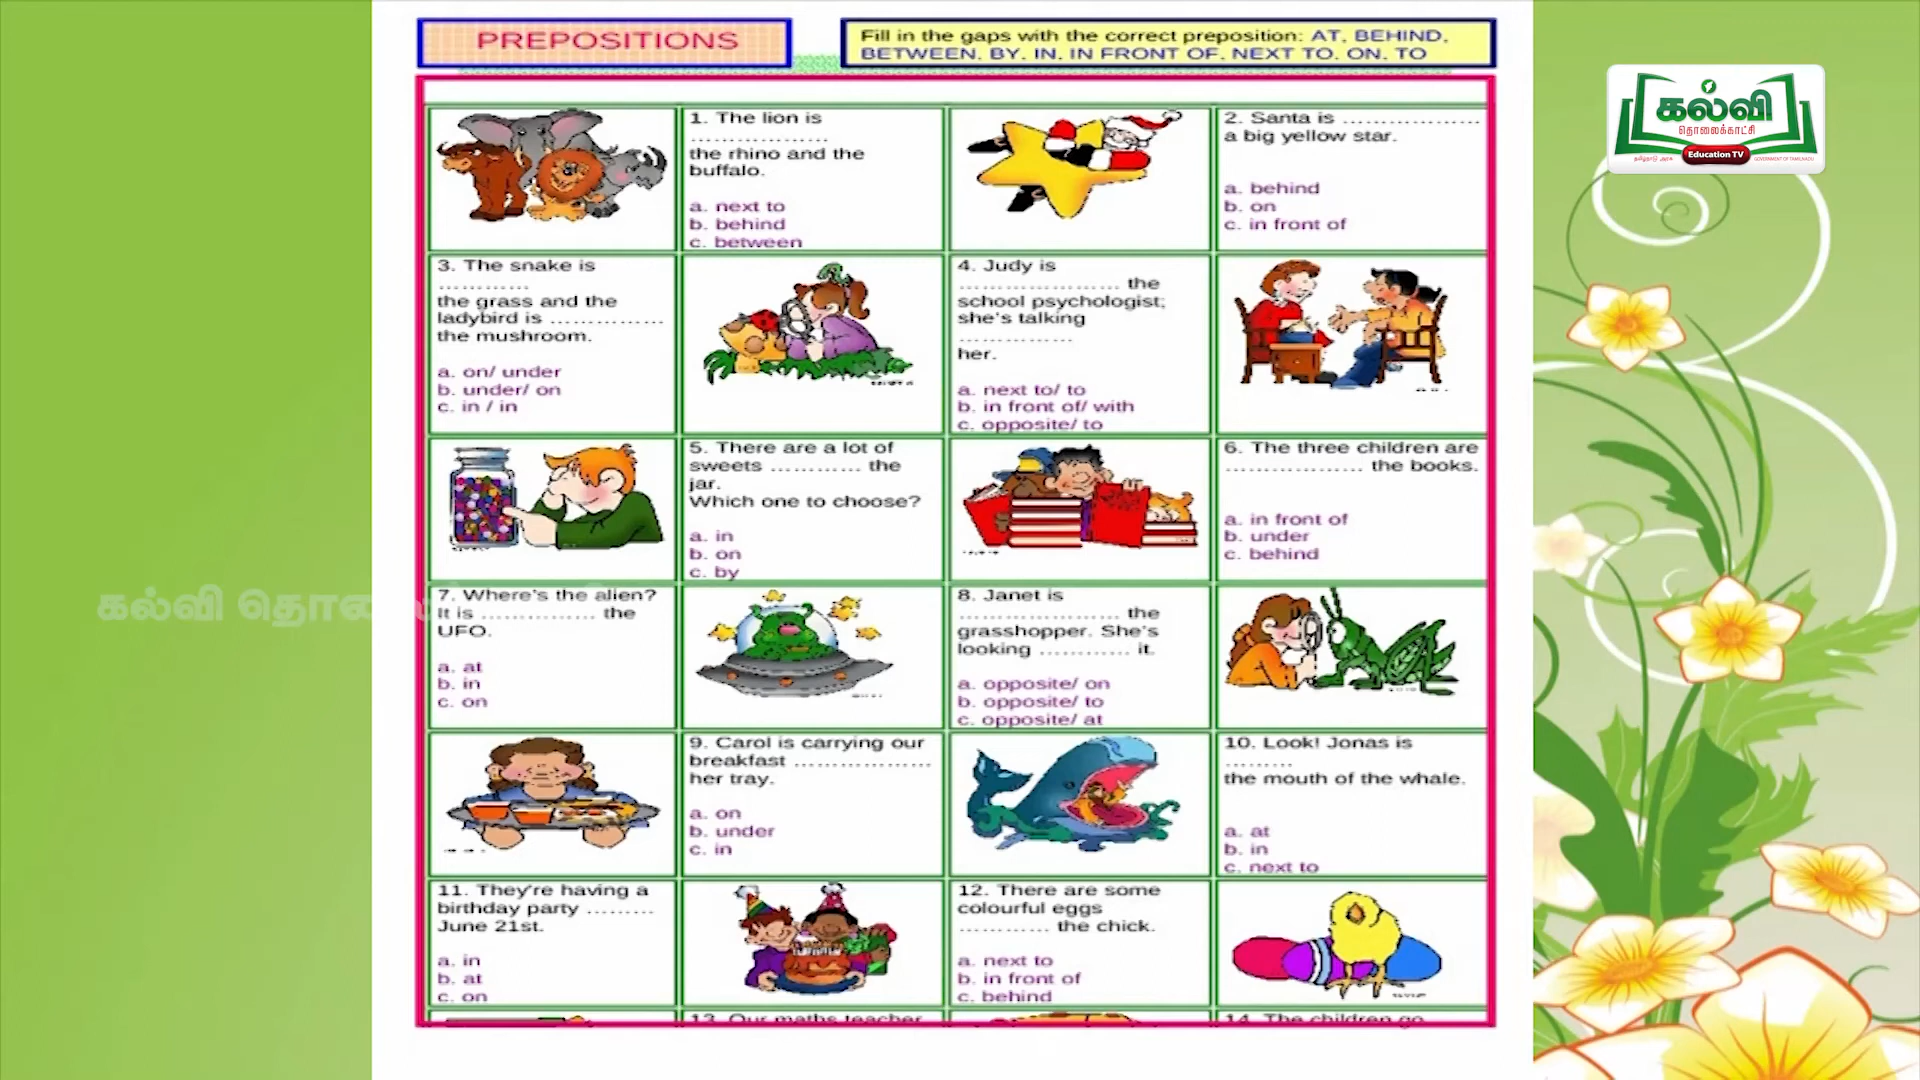 PREPOSITIONS
Fill in the gaps with the correct preposition: AT, BEHIND,
BETWEEN, BY, IN, IN FRONT OF, NEXT TO, ON, TO
கல்வி
தொலைக்காட்சி
தமிழ்நாடு அரசு Education TV GOVERNMENT OF TAMILNADU
1. The lion is
………………
the rhino and the
buffalo.
a. next to
b. behind
c. between
2. Santa is ………………
a big yellow star.
a. behind
b. on
c. in front of
3. The snake is
…………
the grass and the
ladybird is ……………
the mushroom.
a. on/ under
b. under/ on
c. in / in
4. Judy is
………………… the
school psychologist;
she's talking
……………
her.
a. next to/ to
b. in front of/ with
c. opposite/ to
5. There are a lot of
sweets ………… the
jar.
Which one to choose?
a. in
b. on
c. by
6. The three children are
……………… the books.
a. in front of
b. under
c. behind
கல்வி
7. Where's the alien?
It is …………… the
UFO.
a. at
b. in
c. on
8. Janet is
………………… the
grasshopper. She's
looking ………… it.
a. opposite/ on
b. opposite/ to
c. opposite/ at
9. Carol is carrying our
breakfast ………………
her tray.
a. on
b. under
c. in
10. Look! Jonas is
………
the mouth of the whale.
a. at
b. in
c. next to
11. They're having a
birthday party ………
June 21st.
a. in
b. at
c. on
12. There are some
colourful eggs
………… the chick.
a. next to
b. in front of
c. behind
13. Our maths teacher
14. The children go